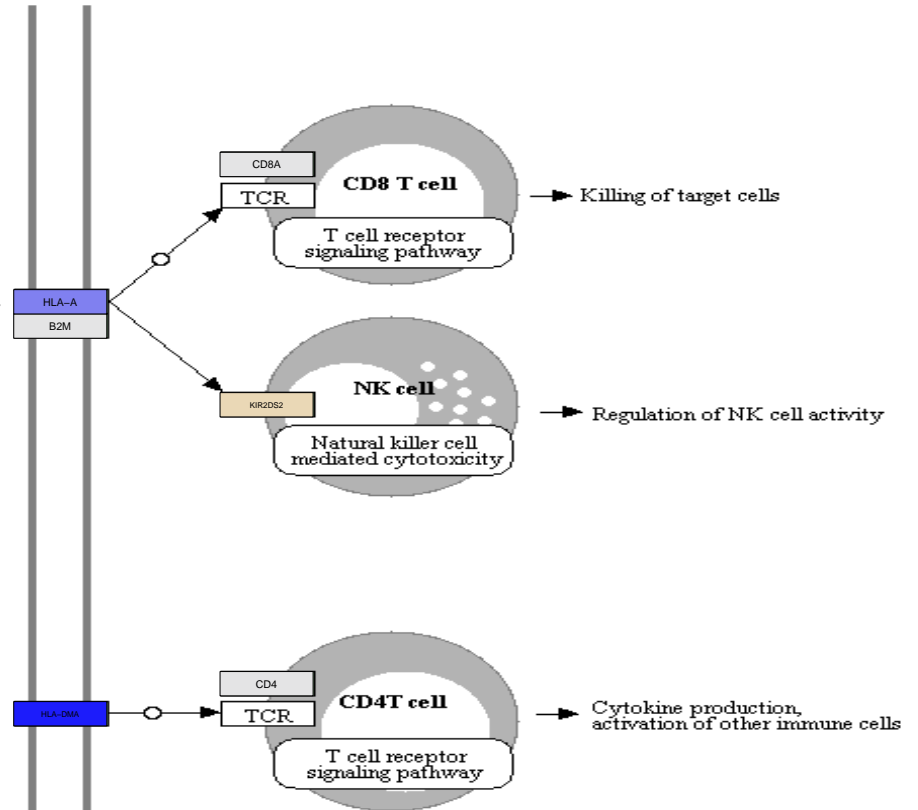 CD8A
TCR
CD8 T cell
Killing of target cells
T cell receptor
signaling pathway
HLA-A
B2M
NK cell
KIR2DS2
Regulation of NK cell activity
Natural killer cell
mediated cytotoxicity
CD4
TCR
CD4T cell
HLA-DMA
Cytokine production,
activation of other immune cells
T cell receptor
signaling pathway